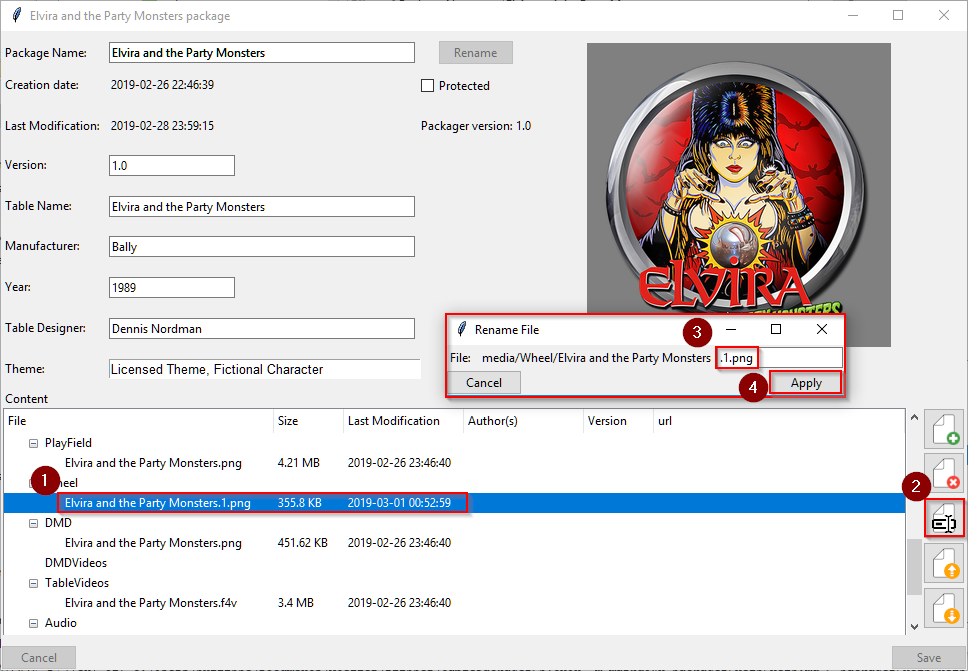 Elvira and the Party Monsters package
Package Name: Elvira and the Party Monsters Rename
Creation date: 2019-02-26 22:46:39 Protected
Last Modification: 2019-02-28 23:59:15 Packager version: 1.0
Version: 1.0
Table Name: Elvira and the Party Monsters
Manufacturer: Bally
Year: 1989
Table Designer: Dennis Nordman
Theme: Licensed Theme, Fictional Character
ELVIRA
MONSTERS
3 Rename File
File: media/Wheel/Elvira and the Party Monsters .1.png
Cancel 4 Apply
Content
File Size Last Modification Author(s) Version url
PlayField
Elvira and the Party Monsters.png 4.21 MB 2019-02-26 23:46:40
1 heel 2
Elvira and the Party Monsters.1.png 355.8 KB 2019-03-01 00:52:59
DMD
Elvira and the Party Monsters.png 451.62 KB 2019-02-26 23:46:40
DMDVideos
TableVideos
Elvira and the Party Monsters.f4v 3.4 MB 2019-02-26 23:46:40
Audio
Cancel Save